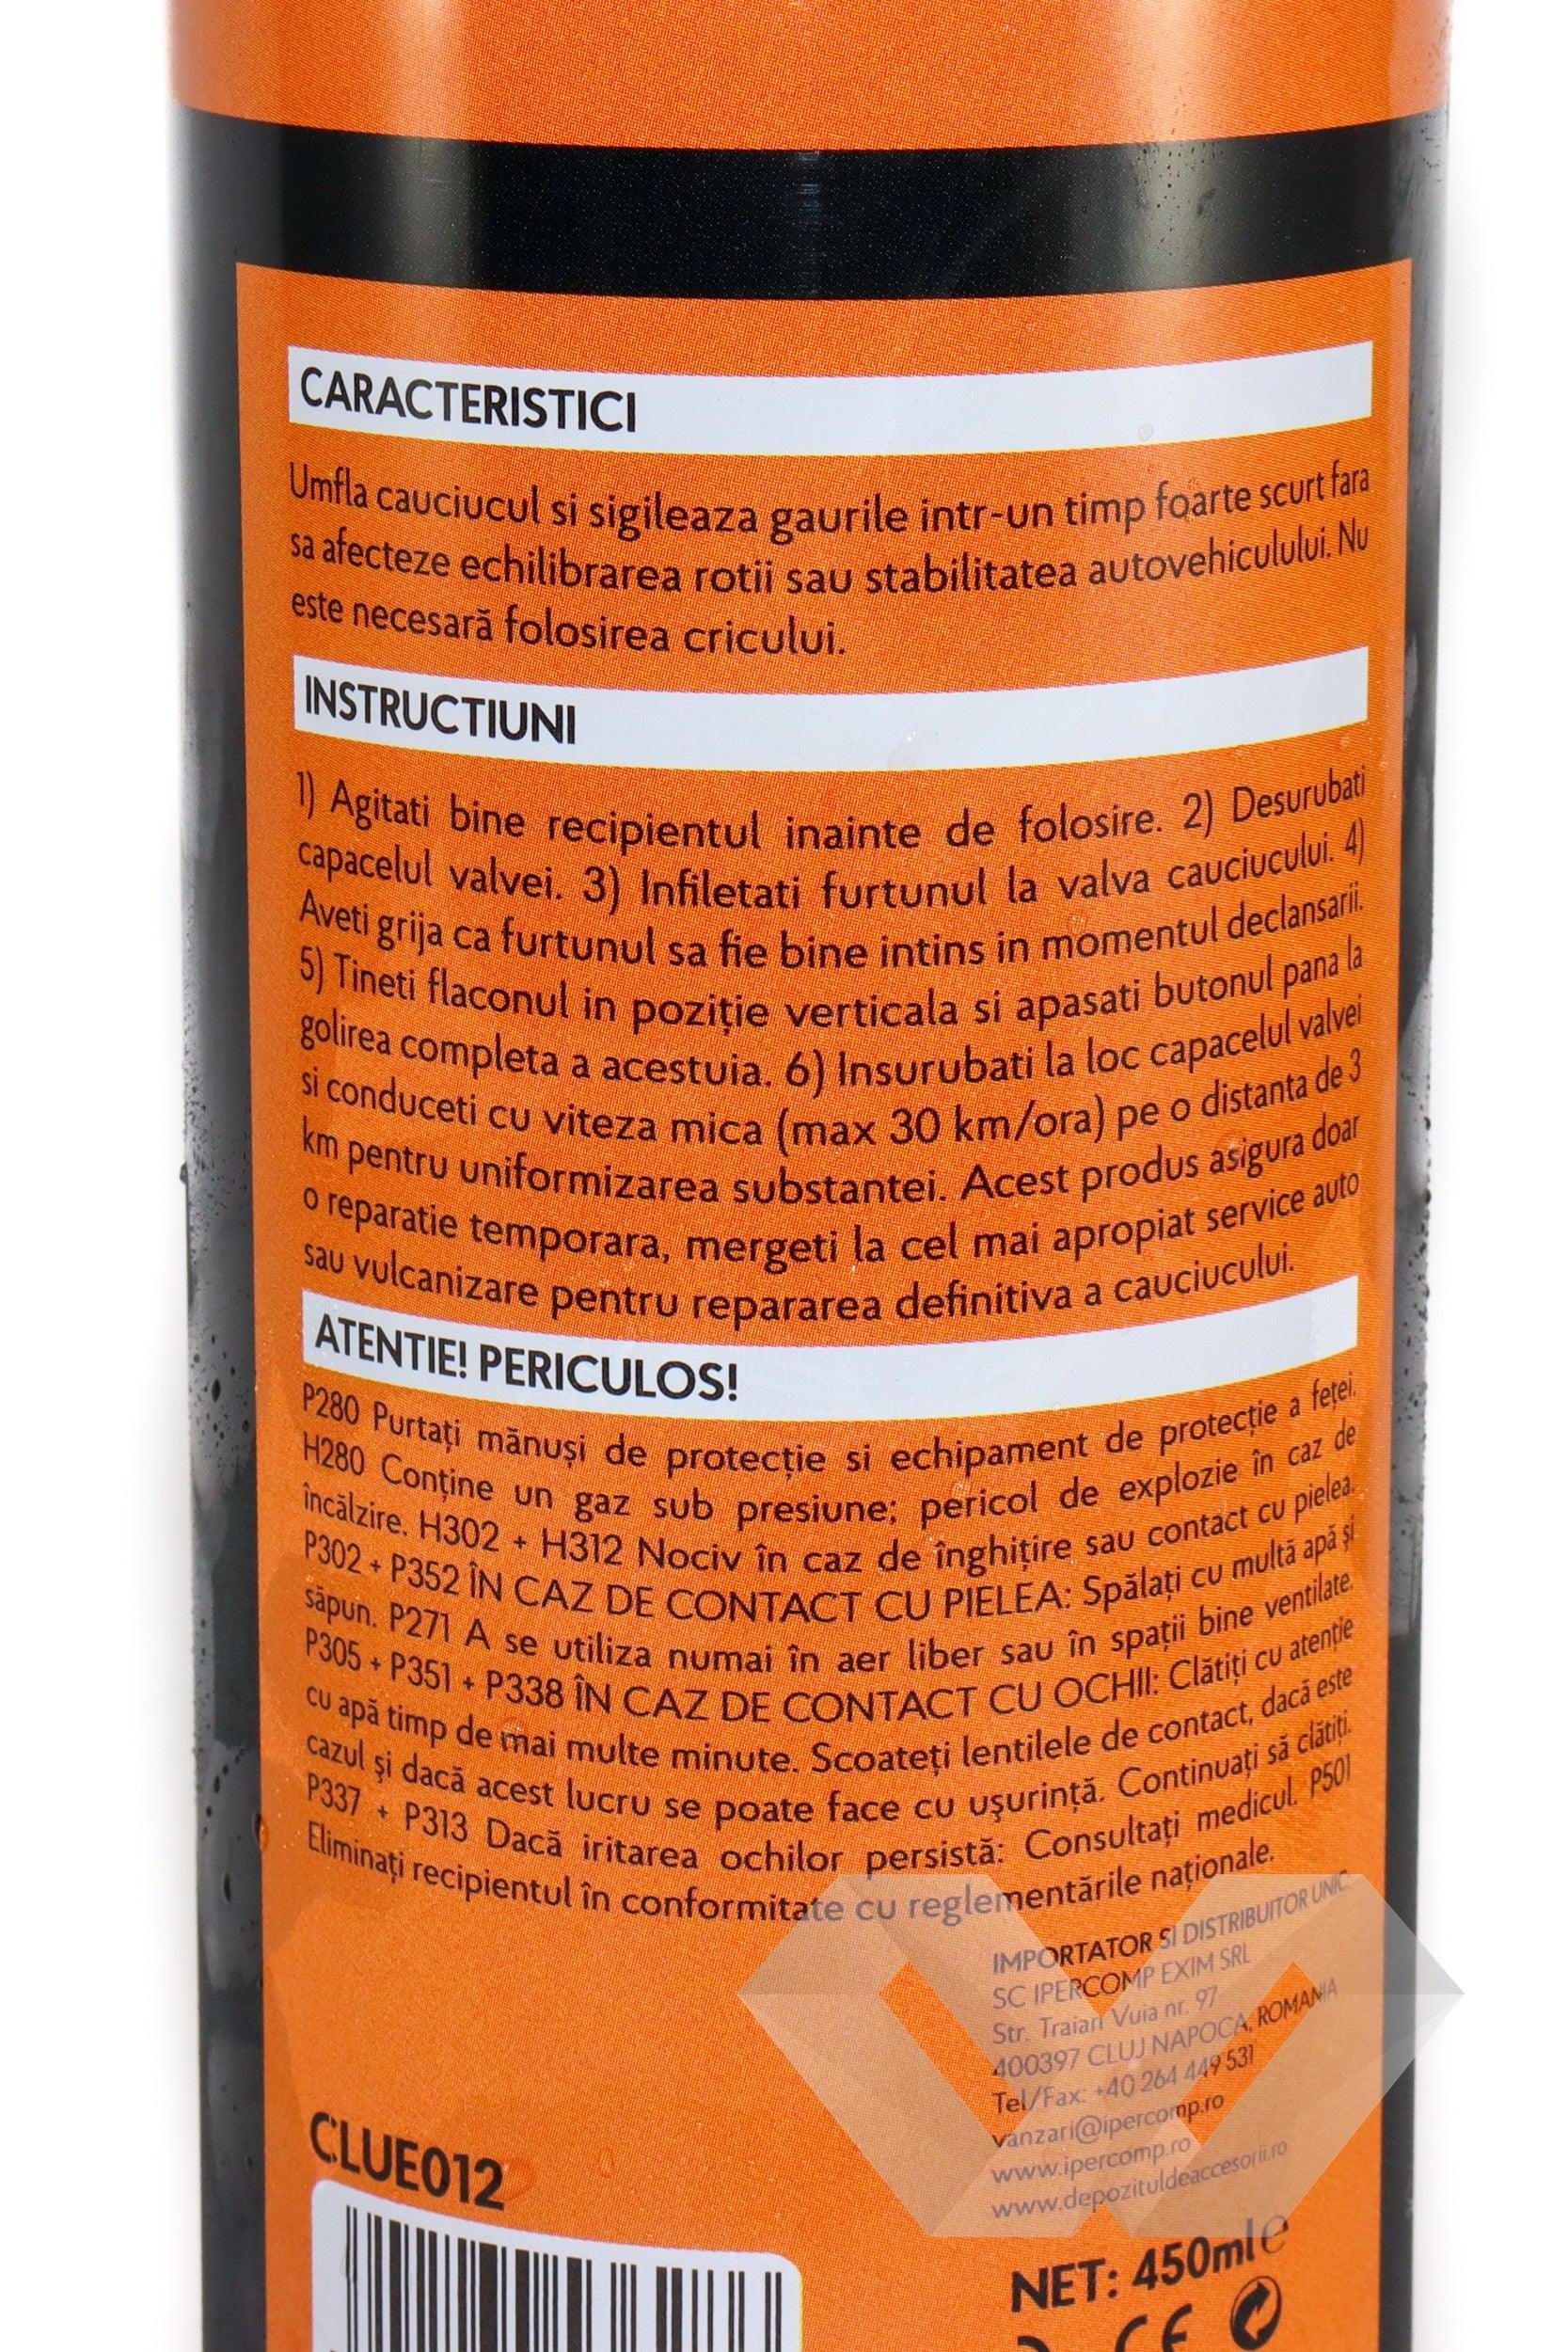 CARACTERISTICI
Umfla cauciucul si sigileaza gaurile intr-un timp foarte scurt fara
sa afecteze echilibrarea rotii sau stabilitatea autovehiculului. Nu
este necesară folosirea cricului.
INSTRUCTIUNI
1) Agitati bine recipientul inainte de folosire. 2) Desurubati
capacelul valvei. 3) Infiletati furtunul la valva cauciucului. 4)
Aveti grija ca furtunul sa fie bine intins in momentul declansarii.
5) Tineti flaconul in poziție verticala si apasati butonul pana la
golirea completa a acestuia. 6) Insurubati la loc capacelul valvei
si conduceti cu viteza mica (max 30 km/ora) pe o distanta de 3
km pentru uniformizarea substantei. Acest produs asigura doar
o reparatie temporara, mergeti la cel mai apropiat service auto
sau vulcanizare pentru repararea definitiva a cauciucului.
ATENTIE! PERICULOS!
P280 Purtați mănuși de protecție si echipament de protecție a feței.
H280 Conține un gaz sub presiune; pericol de explozie în caz de
încălzire. H302 + H312 Nociv în caz de înghițire sau contact cu pielea.
P302 + P352 ÎN CAZ DE CONTACT CU PIELEA: Spălați cu multă apă și
săpun. P271 A se utiliza numai în aer liber sau în spații bine ventilate.
P305 + P351 + P338 ÎN CAZ DE CONTACT CU OCHII: Clătiți cu atenție
cu apă timp de mai multe minute. Scoateți lentilele de contact, dacă este
cazul și dacă acest lucru se poate face cu ușurință. Continuați să clătiți.
P337 + P313 Dacă iritarea ochilor persistă: Consultați medicul. P501
Eliminați recipientul în conformitate cu reglementările naționale.
IMPORTATOR SI DISTRIBUITOR UNIC:
SC IPERCOMP EXIM SRL
Str. Traian Vuia nr. 97
400397 CLUJ NAPOCA, ROMANIA
Tel/Fax: +40 264 449 531
vanzari@ipercomp.ro
www.ipercomp.ro
www.depozituldeaccesorii.ro
CLUE012
NET: 450ml e
CE